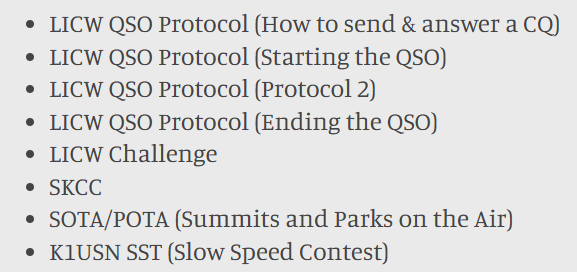 LICW QSO Protocol (How to send & answer a CQ)
LICW QSO Protocol (Starting the QSO)
LICW QSO Protocol (Protocol 2)
LICW QSO Protocol (Ending the QSO)
LICW Challenge
SKCC
SOTA/POTA (Summits and Parks on the Air)
K1USN SST (Slow Speed Contest)